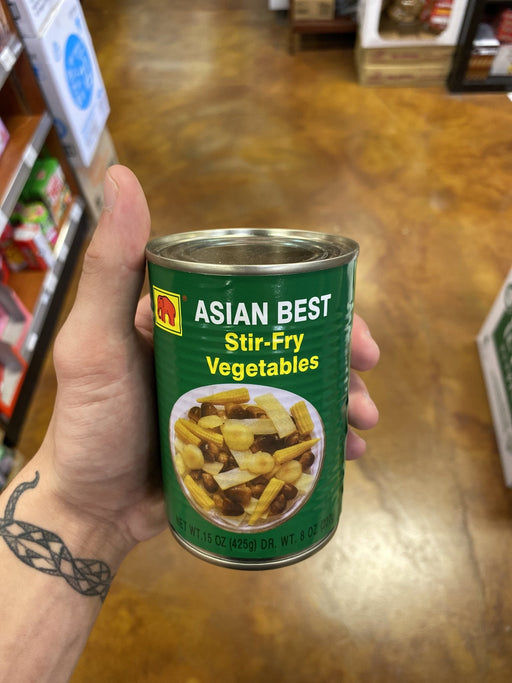 ASIAN BEST
®
Stir-Fry
Vegetables
NET WT.15 OZ (425g) DR. WT. 8 OZ